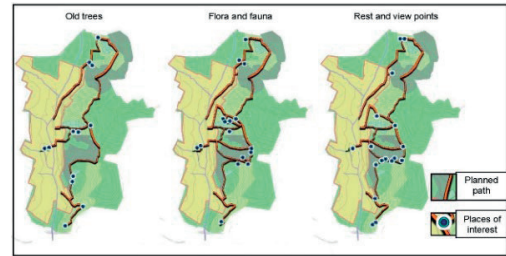 Old trees
Flora and fauna
Rest and view points
Planned
path
Places of
interest